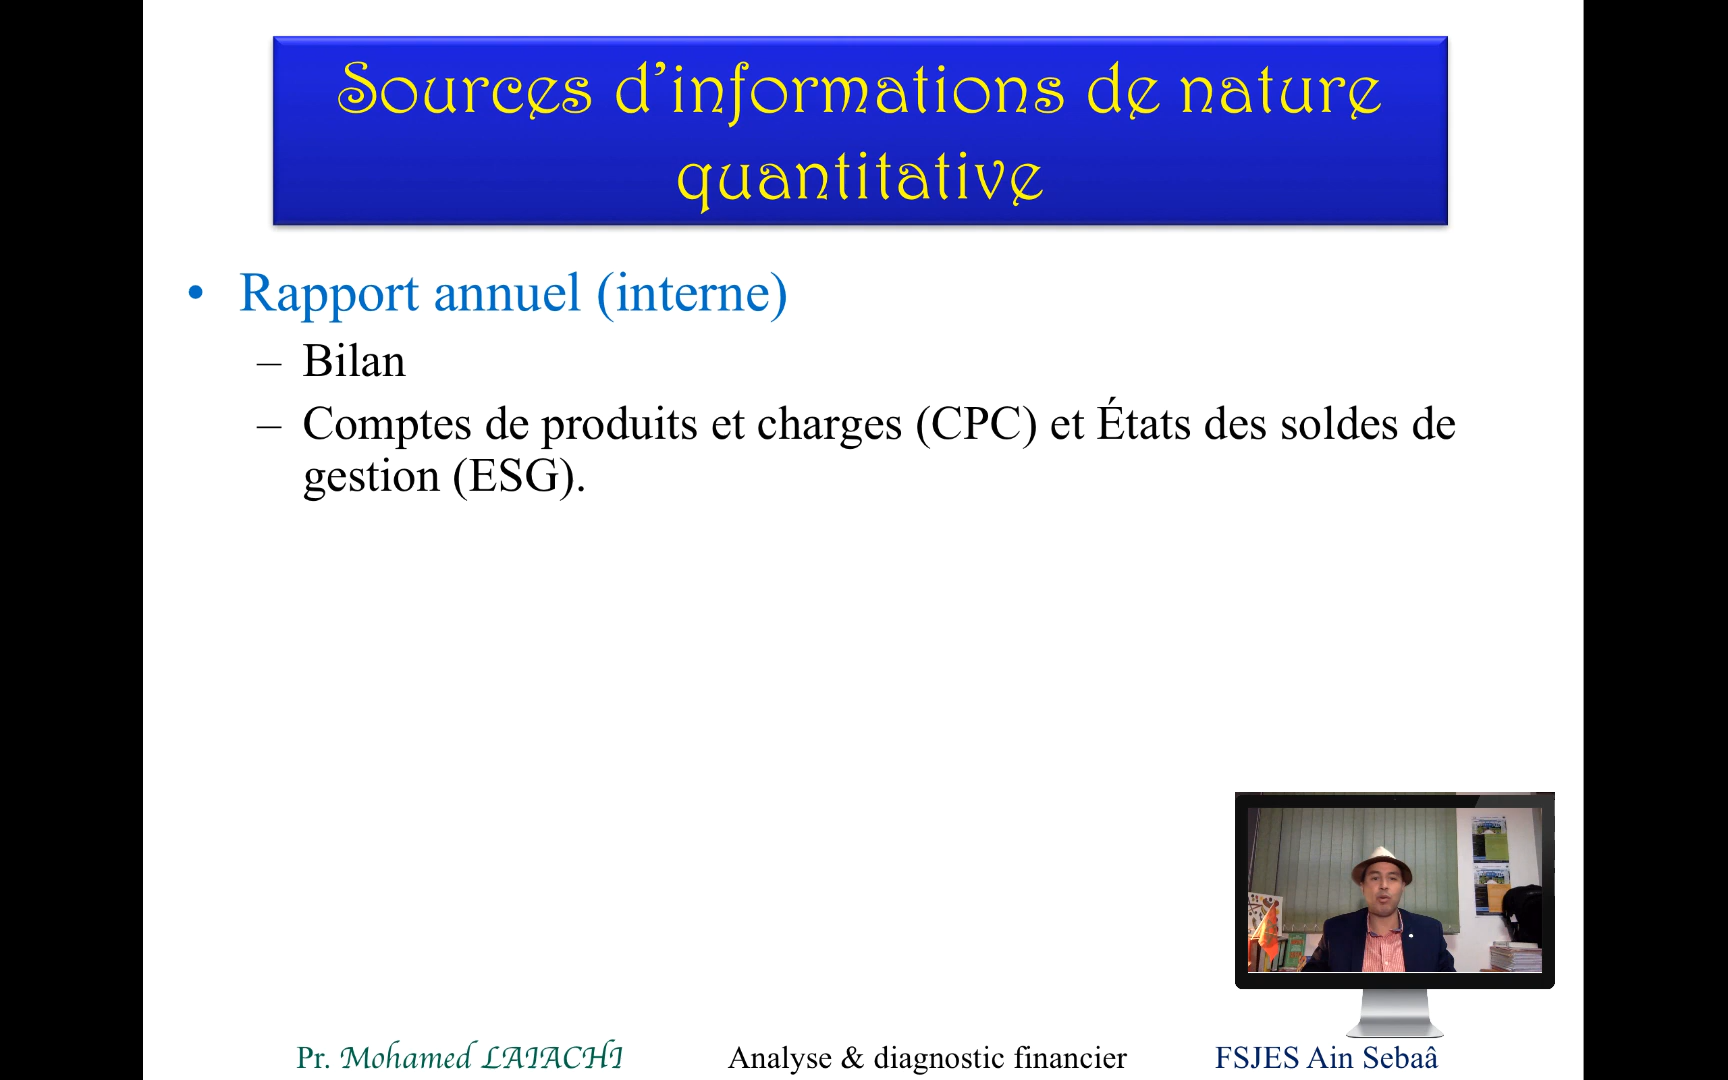 Sources d’informations de nature
quantitative
• Rapport annuel (interne)
– Bilan
– Comptes de produits et charges (CPC) et États des soldes de
gestion (ESG).
Pr. Mohamed LAIACHI Analyse & diagnostic financier FSJES Ain Sebaâ